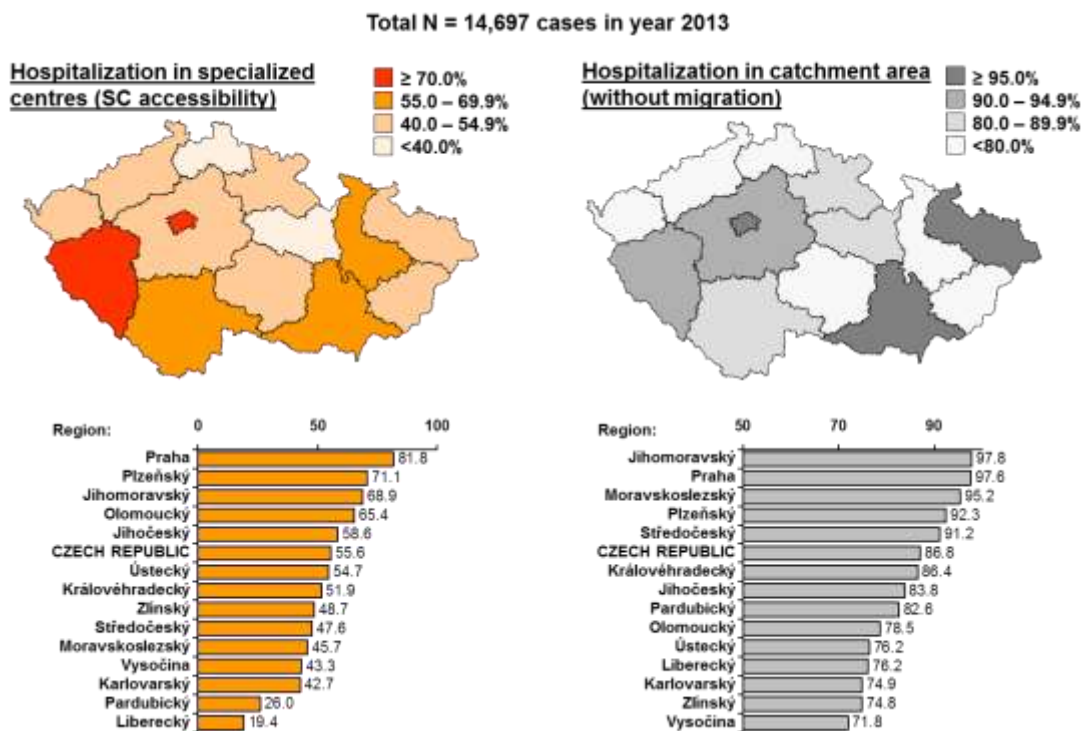 Total N = 14,697 cases in year 2013
Hospitalization in specialized
centres (SC accessibility)
≥ 70.0%
55.0 – 69.9%
40.0 – 54.9%
<40.0%
Region:
0 50 100
Praha 81.8
Plzeňský 71.1
Jihomoravský 68.9
Olomoucký 65.4
Jihočeský 58.6
CZECH REPUBLIC 55.6
Ústecký 54.7
Královéhradecký 51.9
Zlínský 48.7
Středočeský 47.6
Moravskoslezský 45.7
Vysočina 43.3
Karlovarský 42.7
Pardubický 26.0
Liberecký 19.4
Hospitalization in catchment area
(without migration)
≥ 95.0%
90.0 – 94.9%
80.0 – 89.9%
<80.0%
Region:
50 70 90
Jihomoravský 97.8
Praha 97.6
Moravskoslezský 95.2
Plzeňský 92.3
Středočeský 91.2
CZECH REPUBLIC 86.8
Královéhradecký 86.4
Jihočeský 83.8
Pardubický 82.6
Olomoucký 78.5
Ústecký 76.2
Liberecký 76.2
Karlovarský 74.9
Zlínský 74.8
Vysočina 71.8